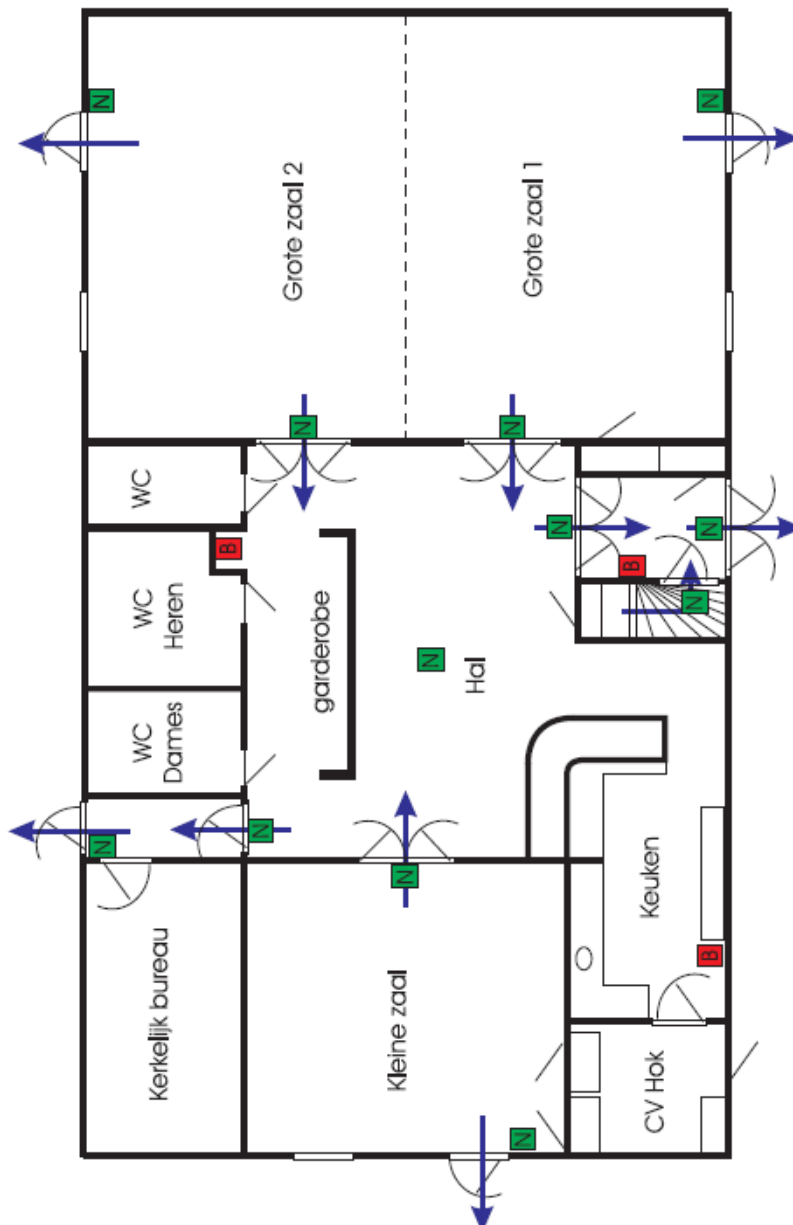 N
N
WC
WC
Heren
WC
Dames
Kerkelijk bureau
B
N
Grote zaal 2
N
garderobe
Kleine zaal
N
N
Hal
N
N
Grote zaal 1
N
B
Keuken
CV Hok
N
B
N
N